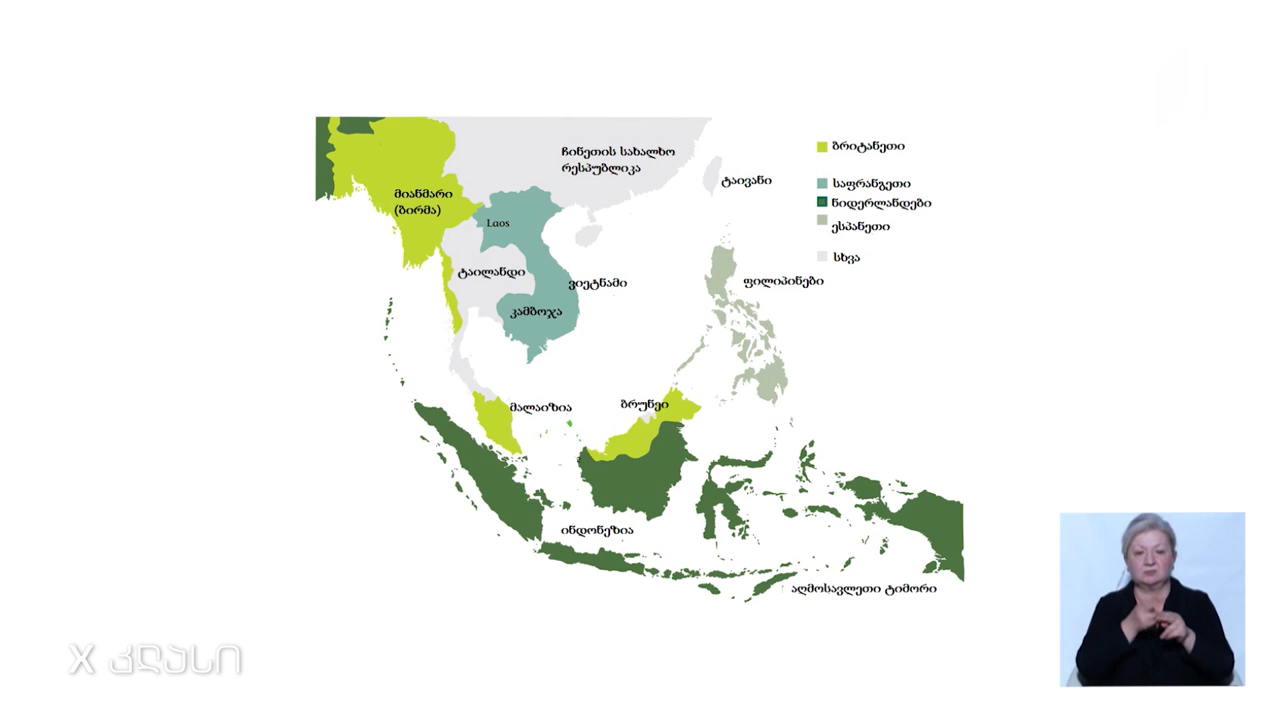 ჩინეთის სახალხო
რესპუბლიკა
ტაივანი
მიანმარი
(ბირმა)
Laos
ტაილანდი
ვიეტნამი
კამბოჯა
ფილიპინები
მალაიზია
ბრუნეი
ინდონეზია
აღმოსავლეთი ტიმორი
ბრიტანეთი
საფრანგეთი
ნიდერლანდები
ესპანეთი
სხვა
X კლასი